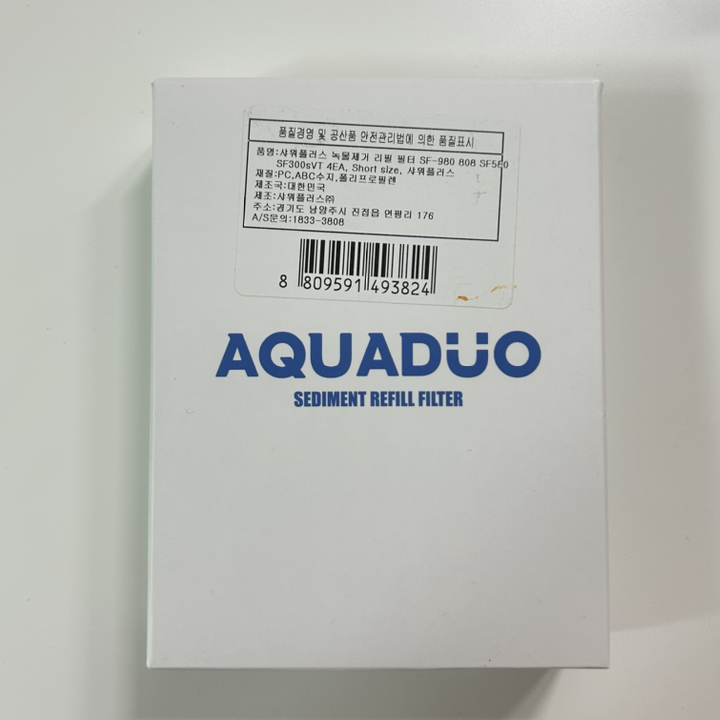 품질경영 및 공산품 안전관리법에 의한 품질표시
품명:샤워플러스 녹물제거 리필 필터 SF-980 808 SF5E0
SF300sVT 4EA, Short size, 샤워플러스
재질:PC,ABC수지,폴리프로필렌
제조국:대한민국
제조:샤워플러스㈜
주소:경기도 남양주시 진접읍 연평리 176
A/S문의:1833-3808
8 809591 493824
AQUADUO
SEDIMENT REFILL FILTER